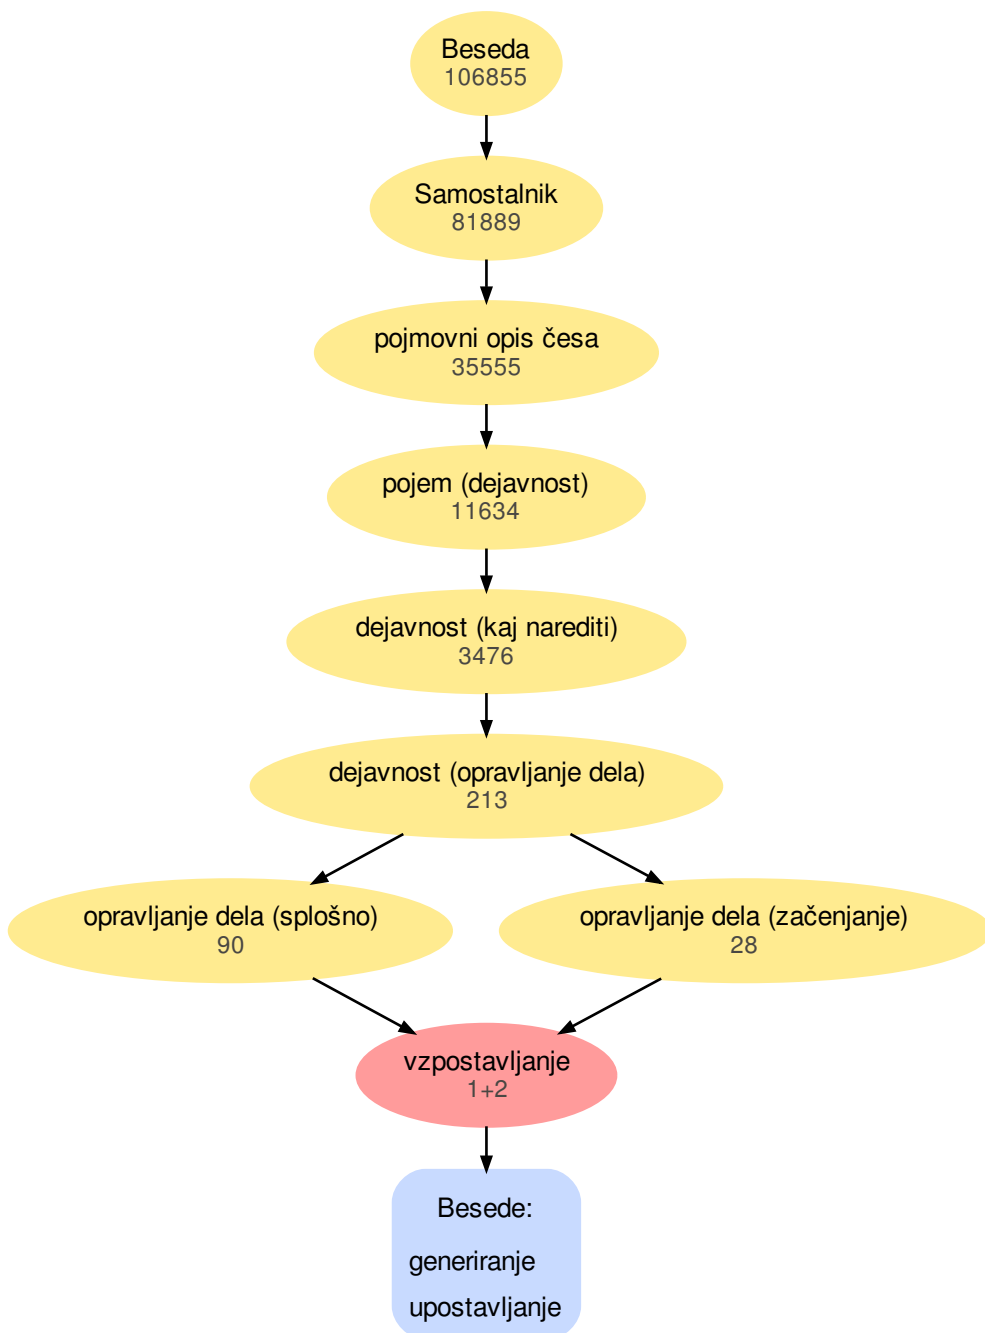 Beseda
106855
Samostalnik
81889
pojmovni opis česa
35555
pojem (dejavnost)
11634
dejavnost (kaj narediti)
3476
dejavnost (opravljanje dela)
213
opravljanje dela (splošno)
90
opravljanje dela (začenjanje)
28
vzpostavljanje
1+2
Besede:
generiranje
upostavljanje